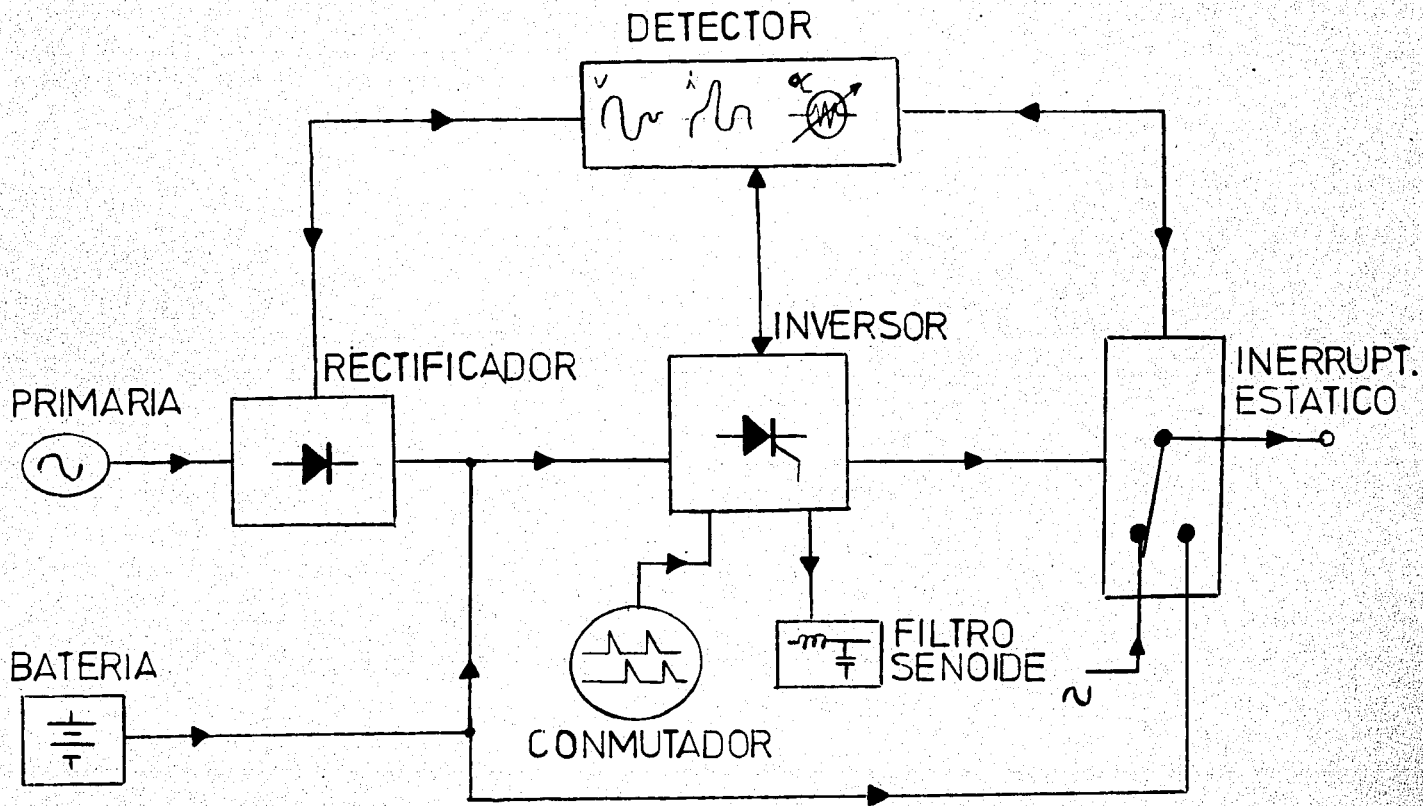 DETECTOR
v i α
INVERSOR
RECTIFICADOR
INERRUPT.
ESTATICO
PRIMARIA
FILTRO
SENOIDE
BATERIA
CONMUTADOR